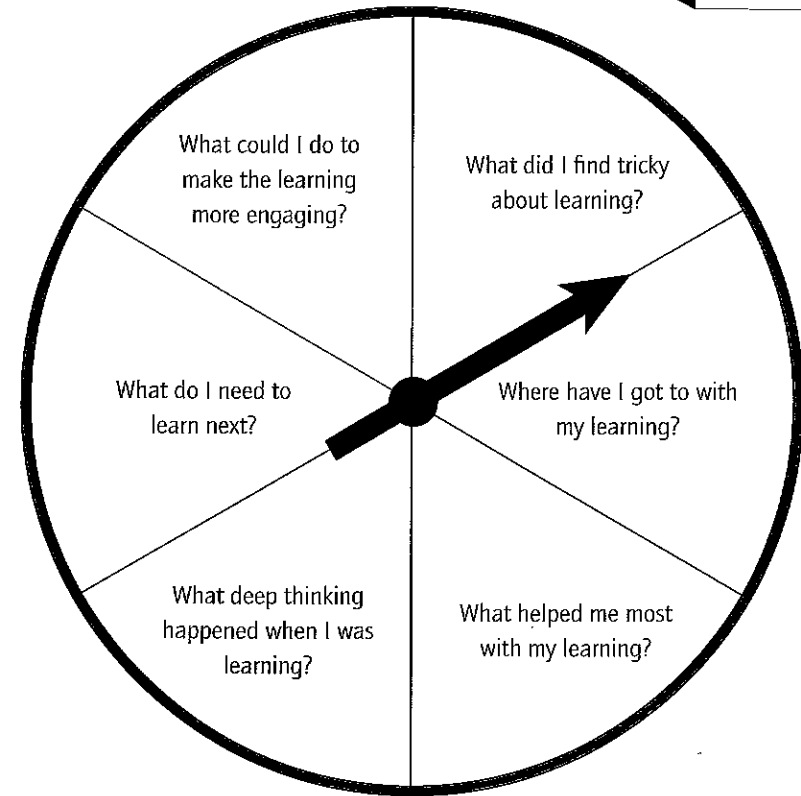 What could I do to
make the learning
more engaging?
What did I find tricky
about learning?
What do I need to
learn next?
Where have I got to with
my learning?
What deep thinking
happened when I was
learning?
What helped me most
with my learning?